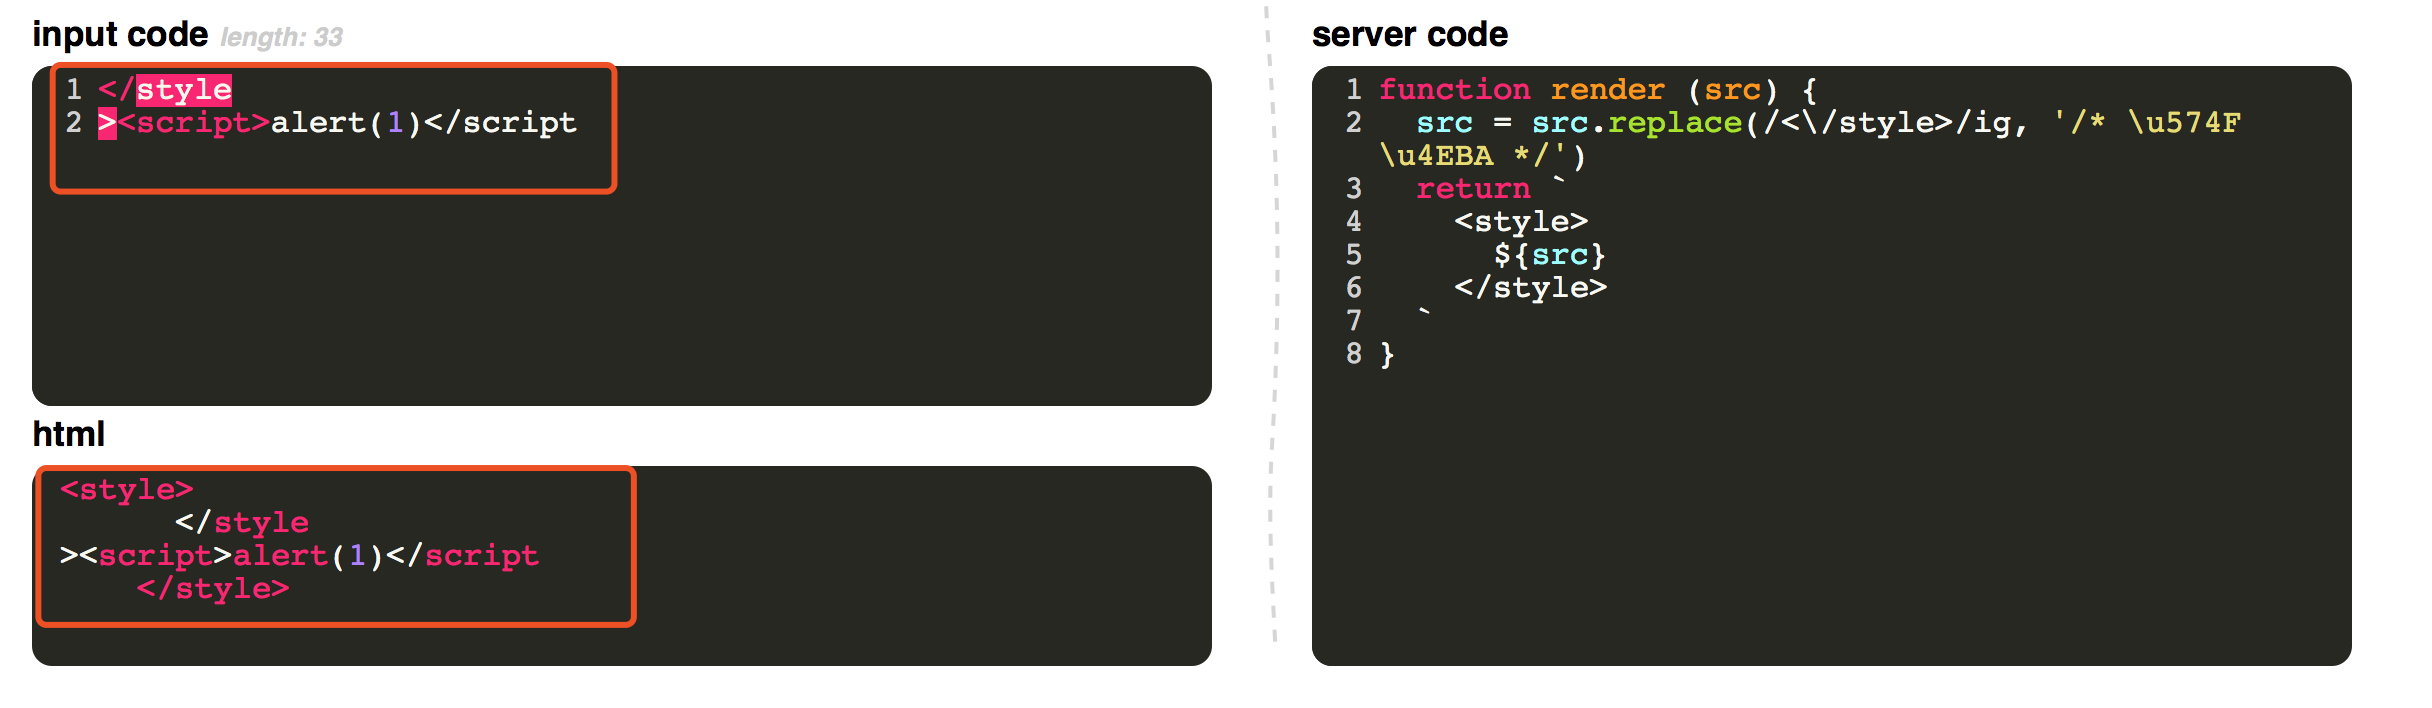 input code length: 33
1 </style
2 ><script>alert(1)</script
html
<style>
</style
><script>alert(1)</script
</style>
server code
1 function render (src) {
2 src = src.replace(/<\/style>/ig, '/* \u574F
\u4EBA */')
3 return `
4 <style>
5 ${src}
6 </style>
7 `
8 }